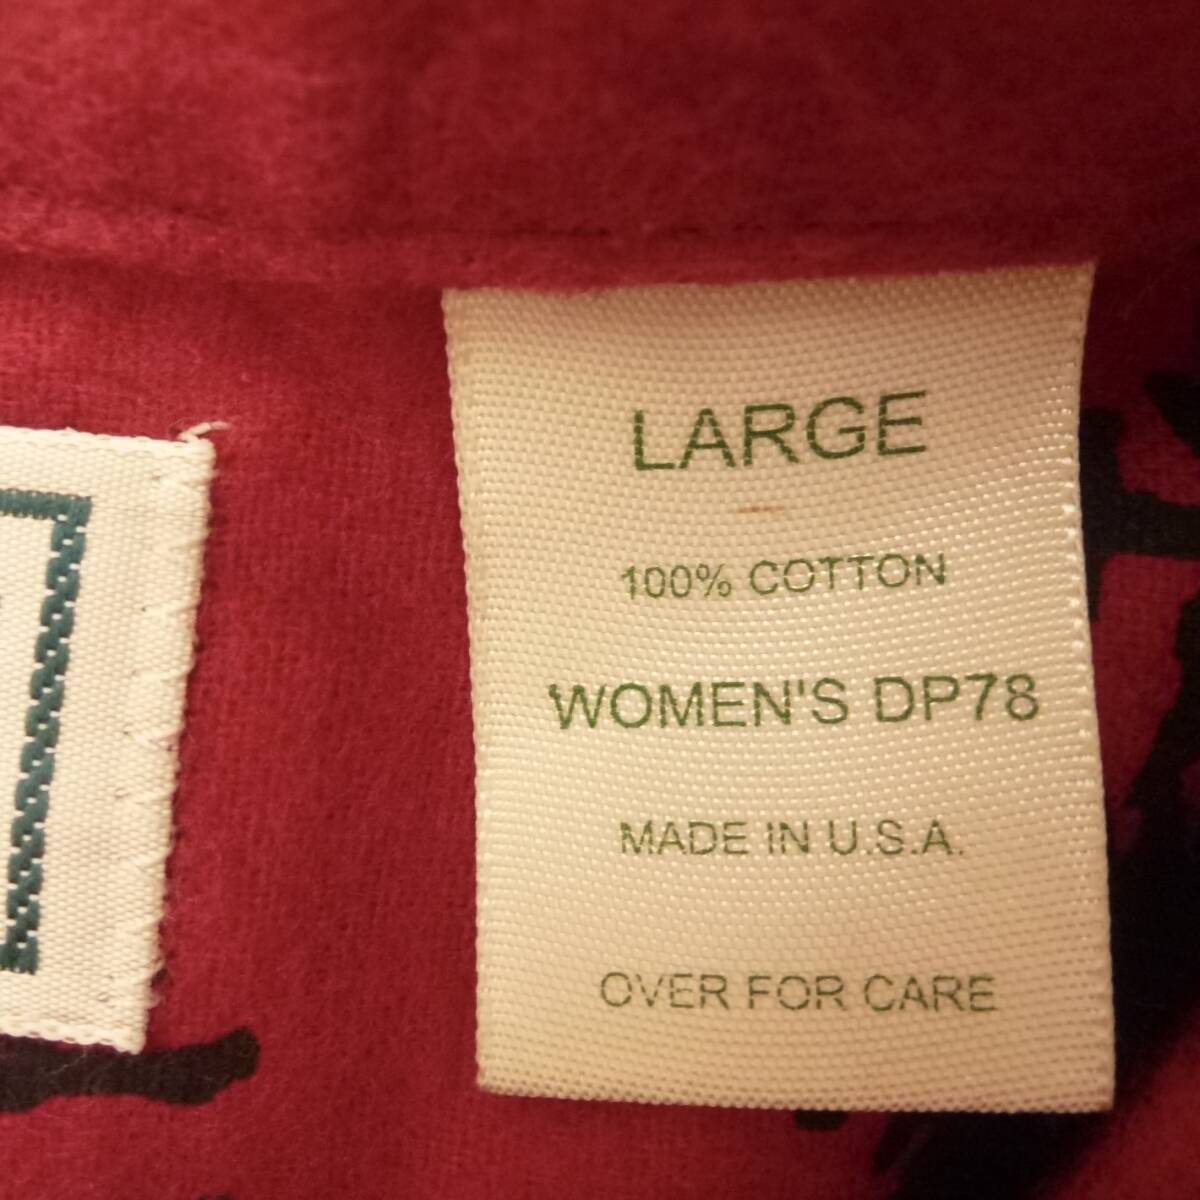 LARGE
100% COTTON
WOMEN'S DP78
MADE IN U.S.A.
OVER FOR CARE